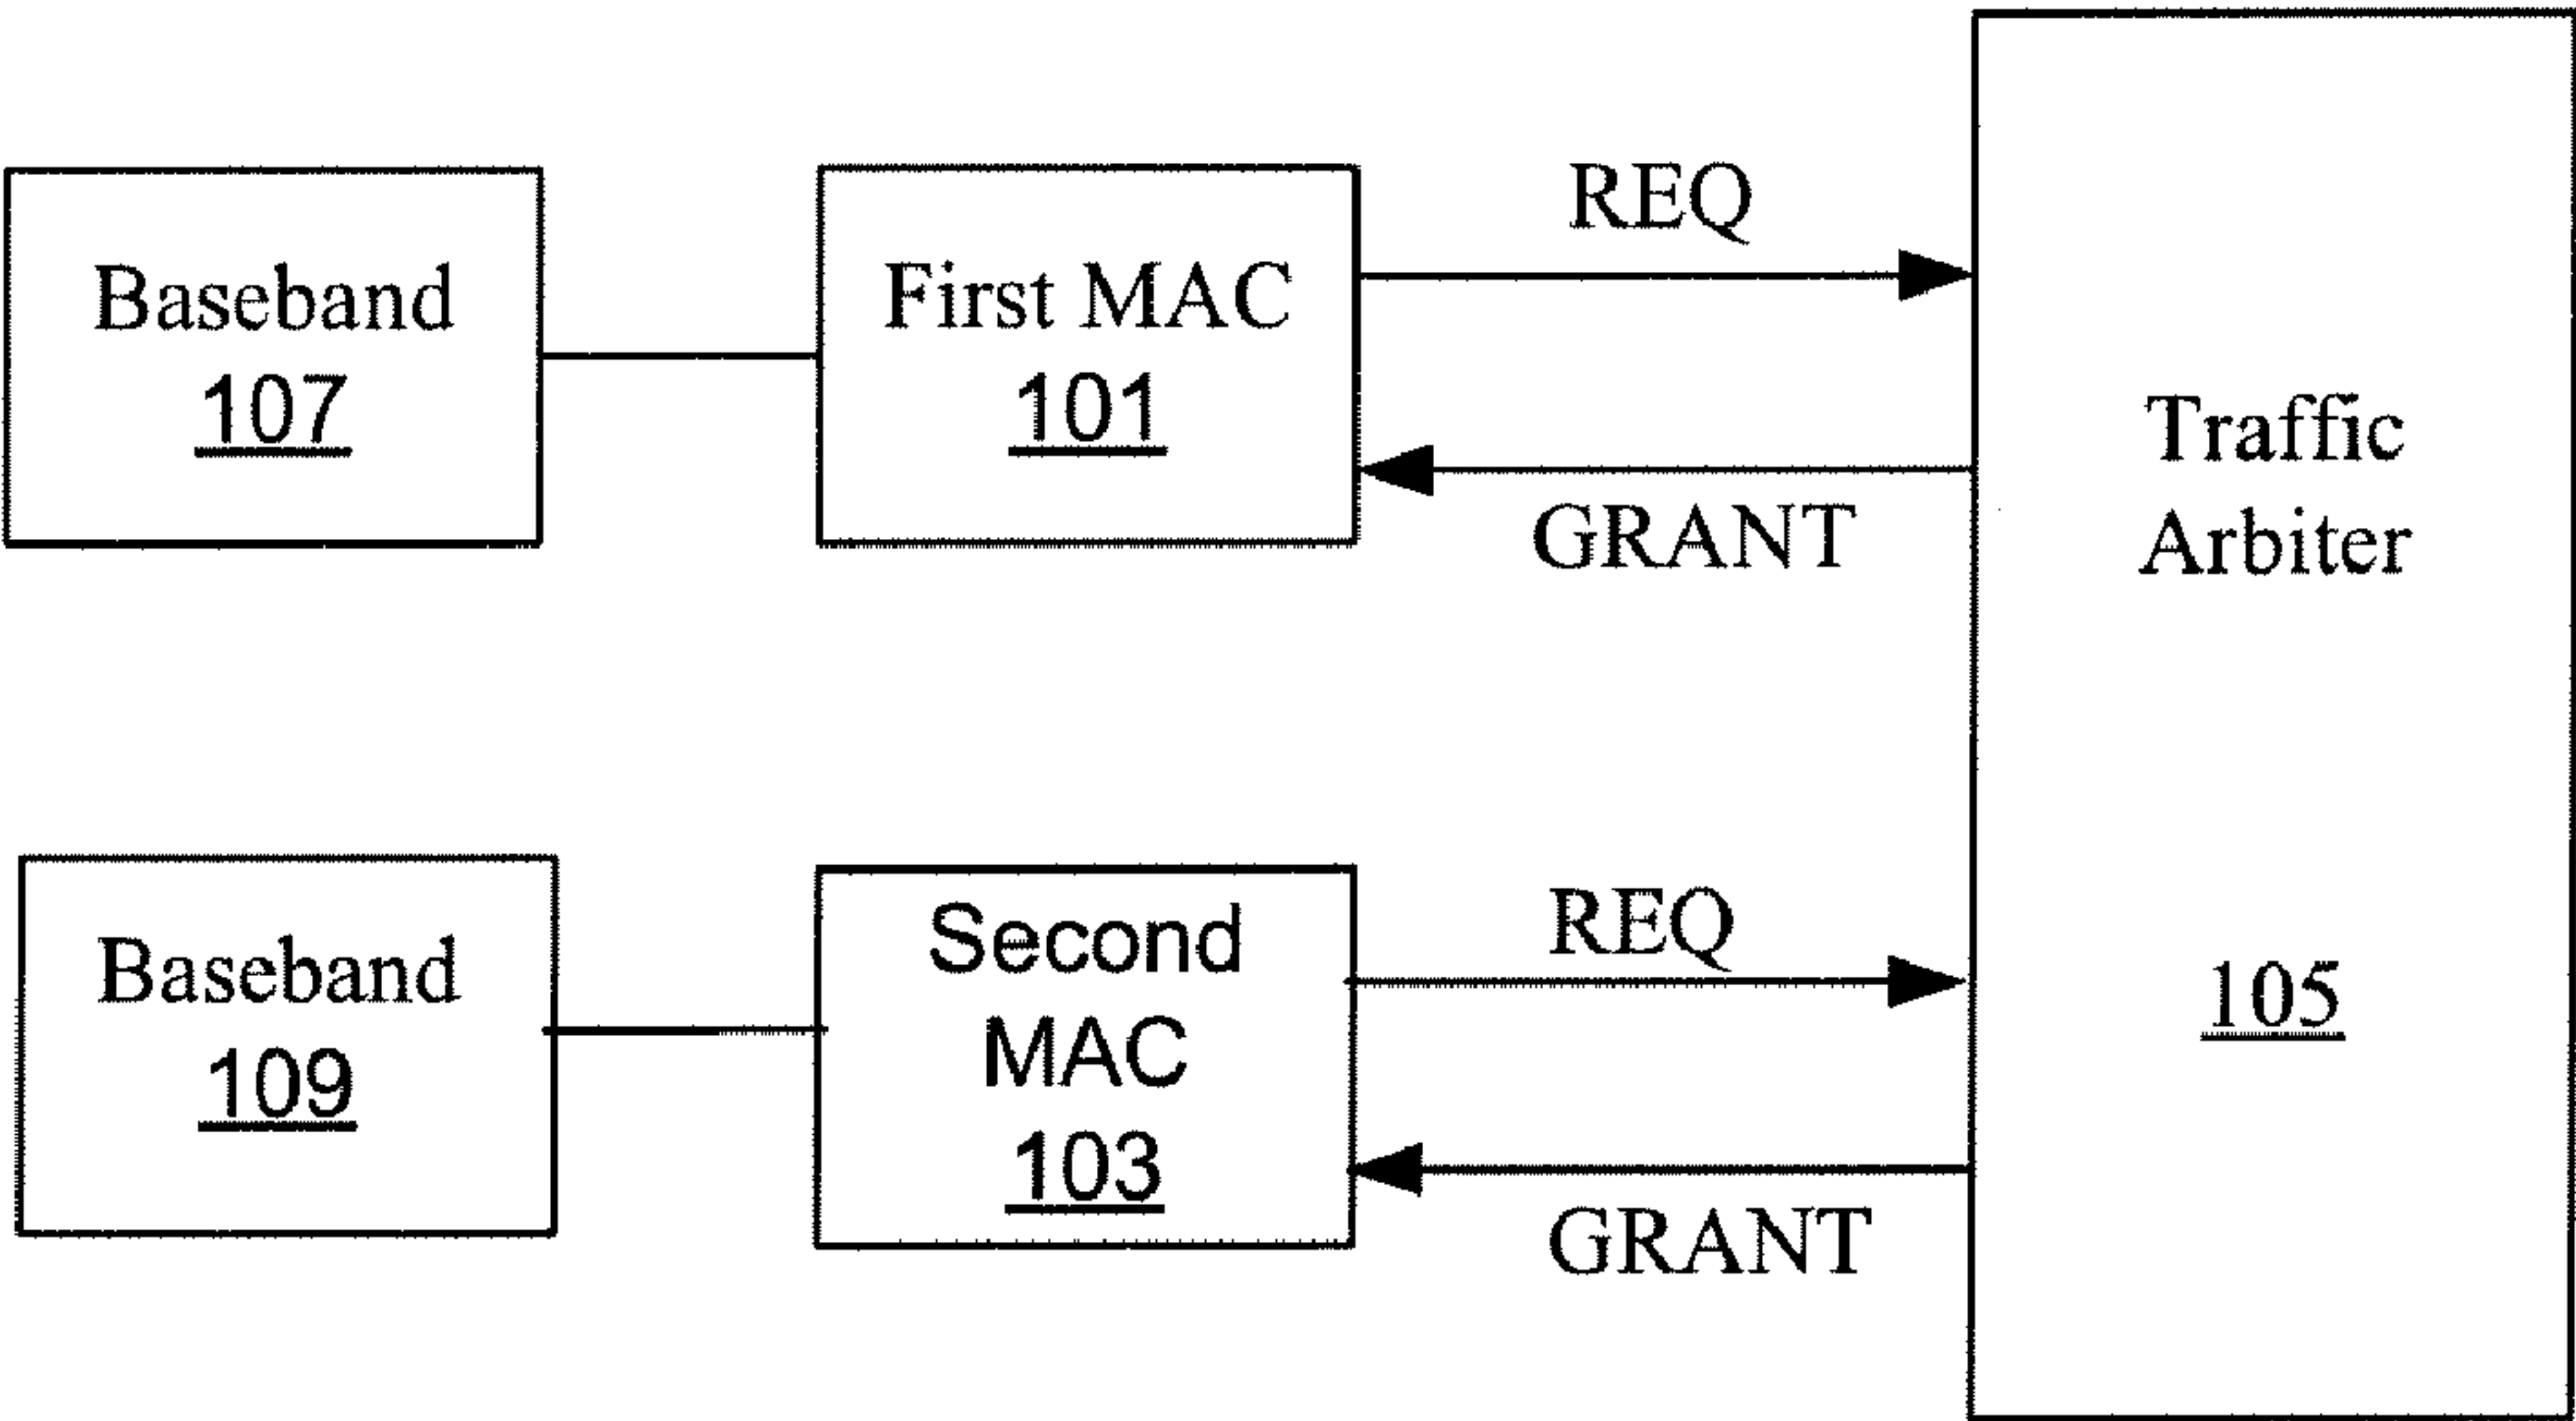 Baseband
107
First MAC
101
REQ
GRANT
Traffic
Arbiter
105
Baseband
109
Second
MAC
103
REQ
GRANT